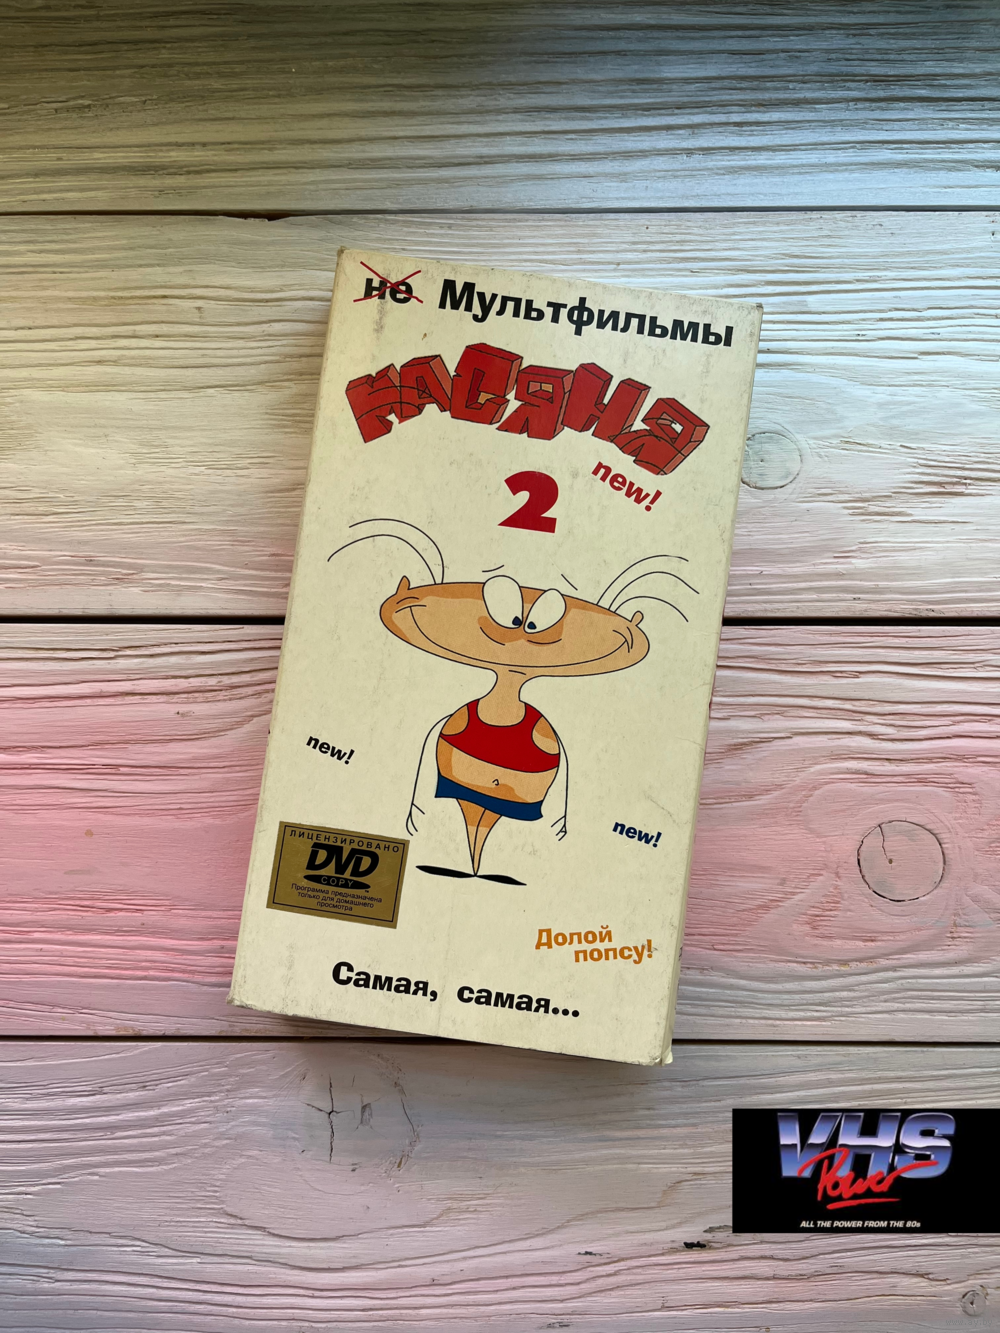 не Мультфильмы
Масяня
new!
2
new!
new!
ЛИЦЕНЗИРОВАНО
DVD
COPY
Программа предназначена
только для домашнего
просмотра
Долой
попсу!
Самая, самая...
VHS
Power
ALL THE POWER FROM THE 80s